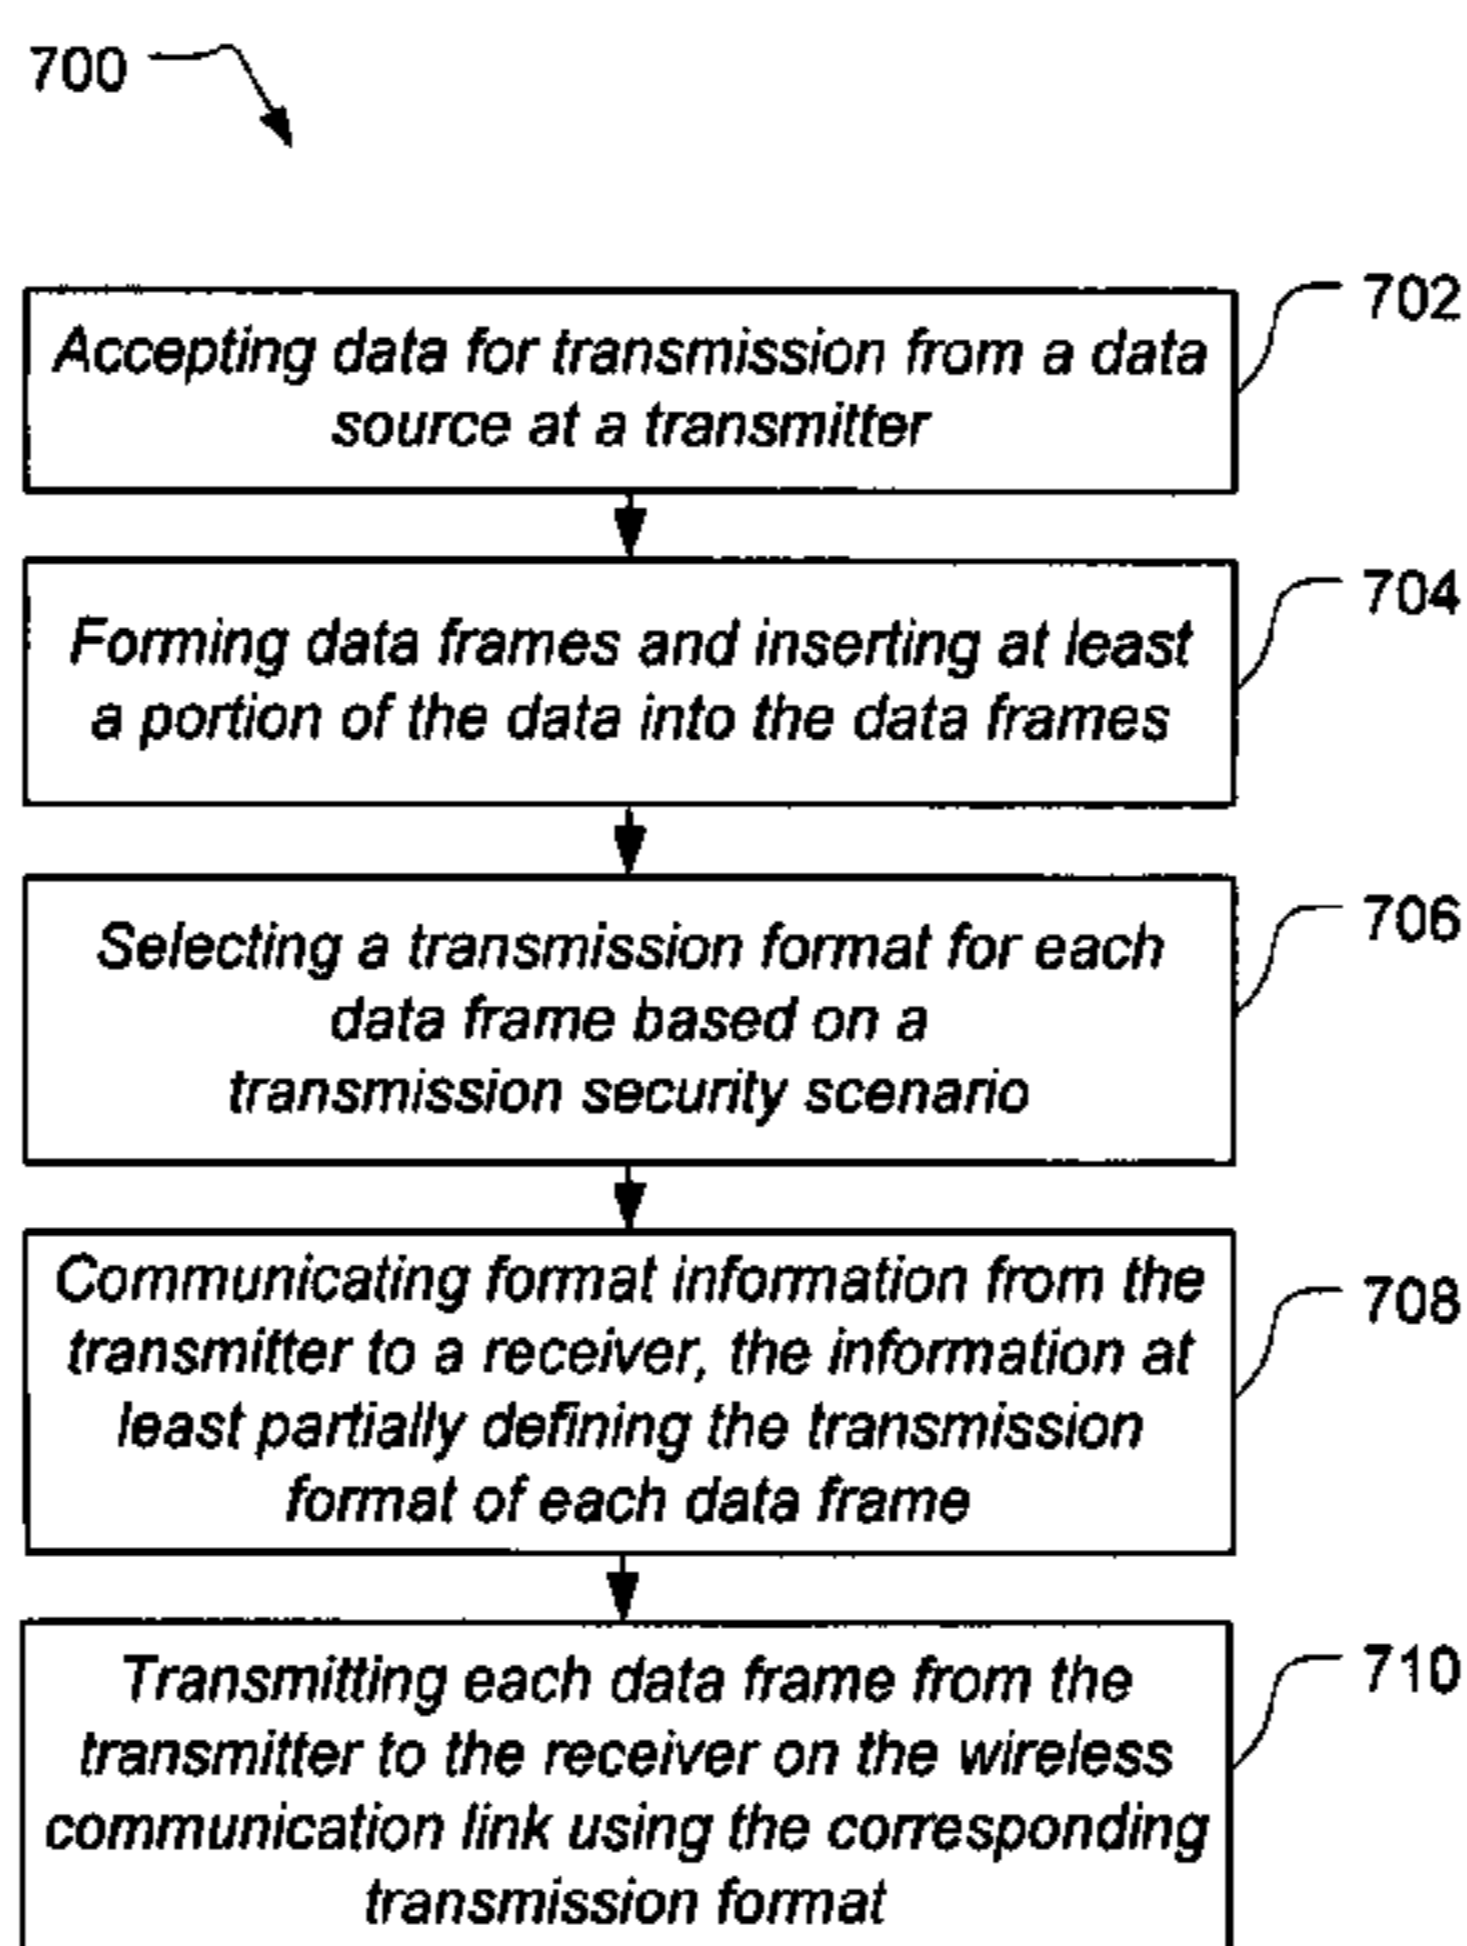 700
702
Accepting data for transmission from a data
source at a transmitter
704
Forming data frames and inserting at least
a portion of the data into the data frames
706
Selecting a transmission format for each
data frame based on a
transmission security scenario
708
Communicating format information from the
transmitter to a receiver, the information at
least partially defining the transmission
format of each data frame
710
Transmitting each data frame from the
transmitter to the receiver on the wireless
communication link using the corresponding
transmission format